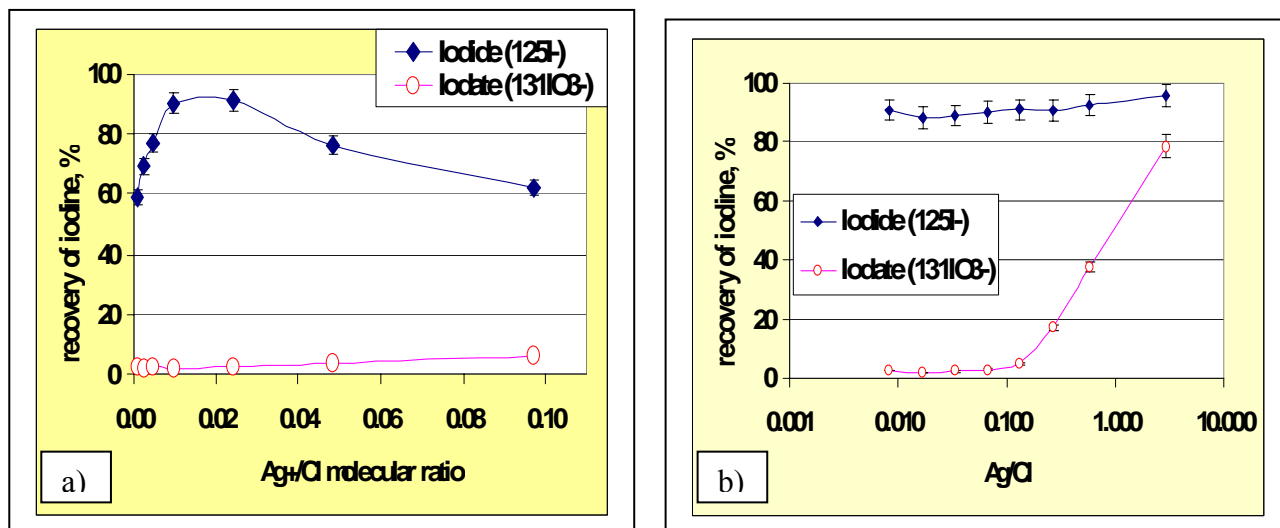 Iodide (125I-)
Iodate (131IO3-)
recovery of iodine, %
100
80
60
40
20
0
0.00 0.02 0.04 0.06 0.08 0.10
Ag+/Cl molecular ratio
a)
Iodide (125I-)
Iodate (131IO3-)
recovery of iodine, %
100
80
60
40
20
0
0.001 0.010 0.100 1.000 10.000
Ag/Cl
b)